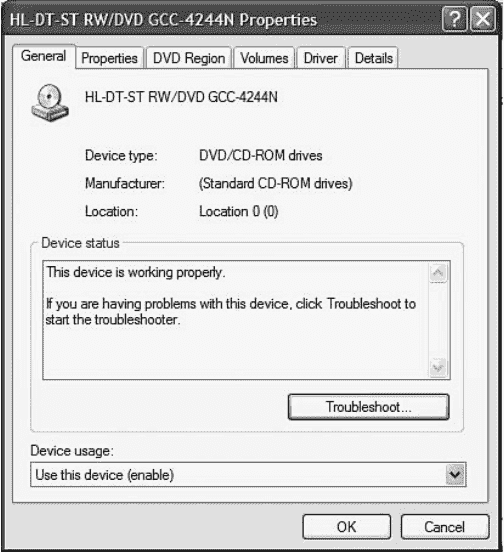 HL-DT-ST RW/DVD GCC-4244N Properties
General Properties DVD Region Volumes Driver Details
HL-DT-ST RW/DVD GCC-4244N
Device type: DVD/CD-ROM drives
Manufacturer: (Standard CD-ROM drives)
Location: Location 0 (0)
Device status
This device is working properly.
If you are having problems with this device, click Troubleshoot to
start the troubleshooter.
Troubleshoot...
Device usage:
Use this device (enable)
OK Cancel